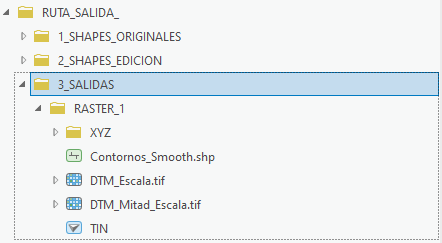 RUTA_SALIDA_
1_SHAPES_ORIGINALES
2_SHAPES_EDICION
3_SALIDAS
RASTER_1
XYZ
Contornos_Smooth.shp
DTM_Escala.tif
DTM_Mitad_Escala.tif
TIN